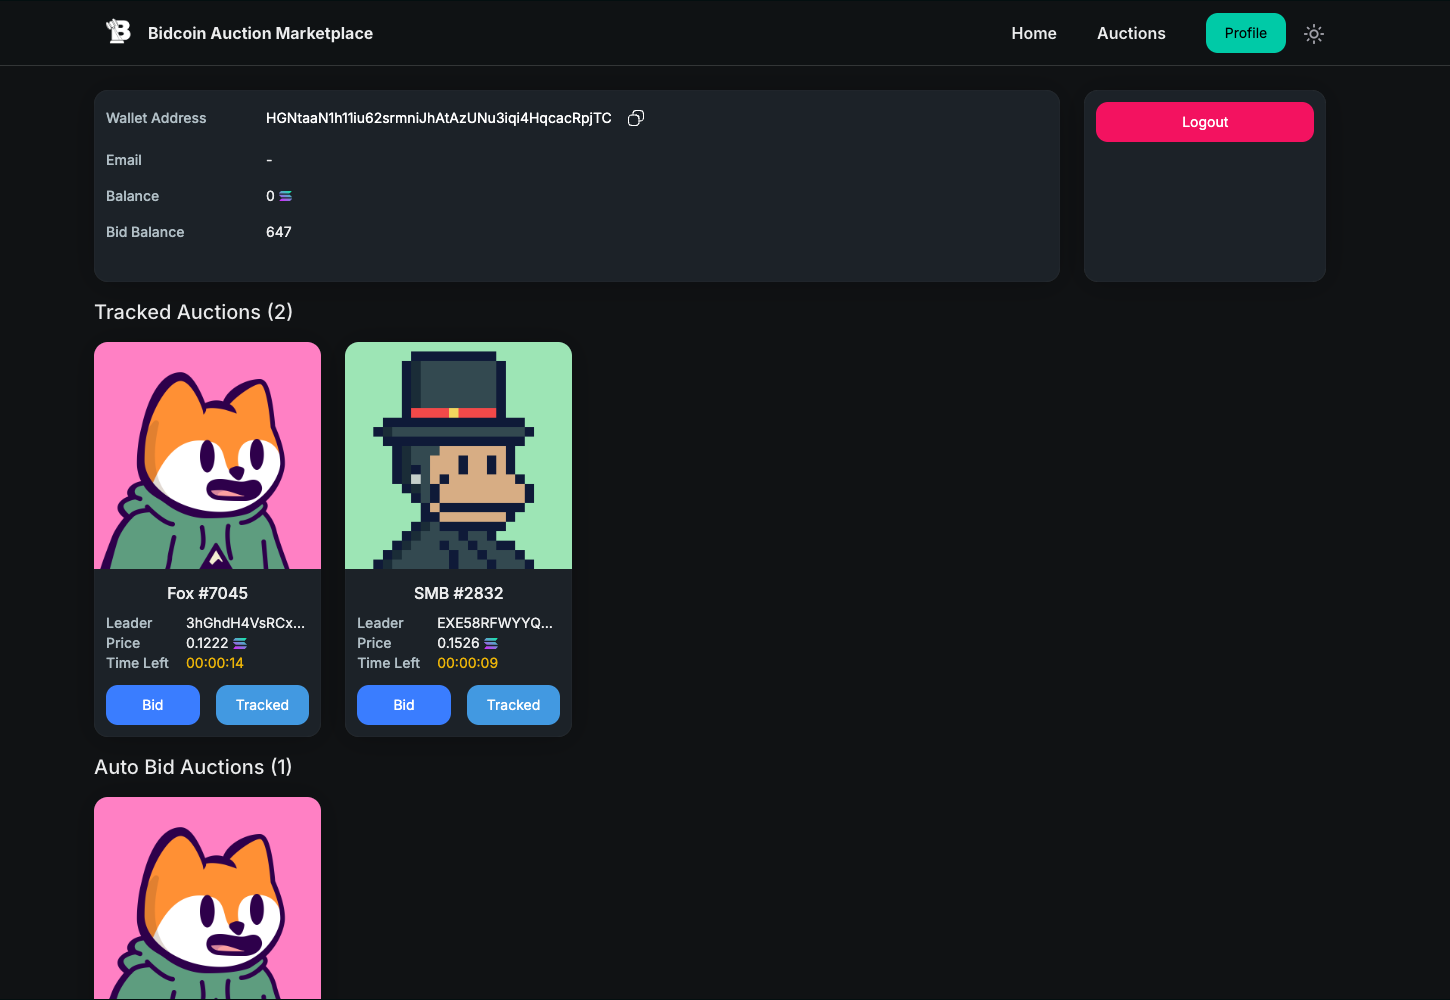 Bidcoin Auction Marketplace
Home
Auctions
Profile
Wallet Address HGNtaaN1h11iu62srmniJhAtAzUNu3iqi4HqcacRpjTC
Email -
Balance 0
Bid Balance 647
Logout
Tracked Auctions (2)
Fox #7045
Leader 3hGhdH4VsRCx...
Price 0.1222
Time Left 00:00:14
Bid Tracked
SMB #2832
Leader EXE58RFWYYQ...
Price 0.1526
Time Left 00:00:09
Bid Tracked
Auto Bid Auctions (1)